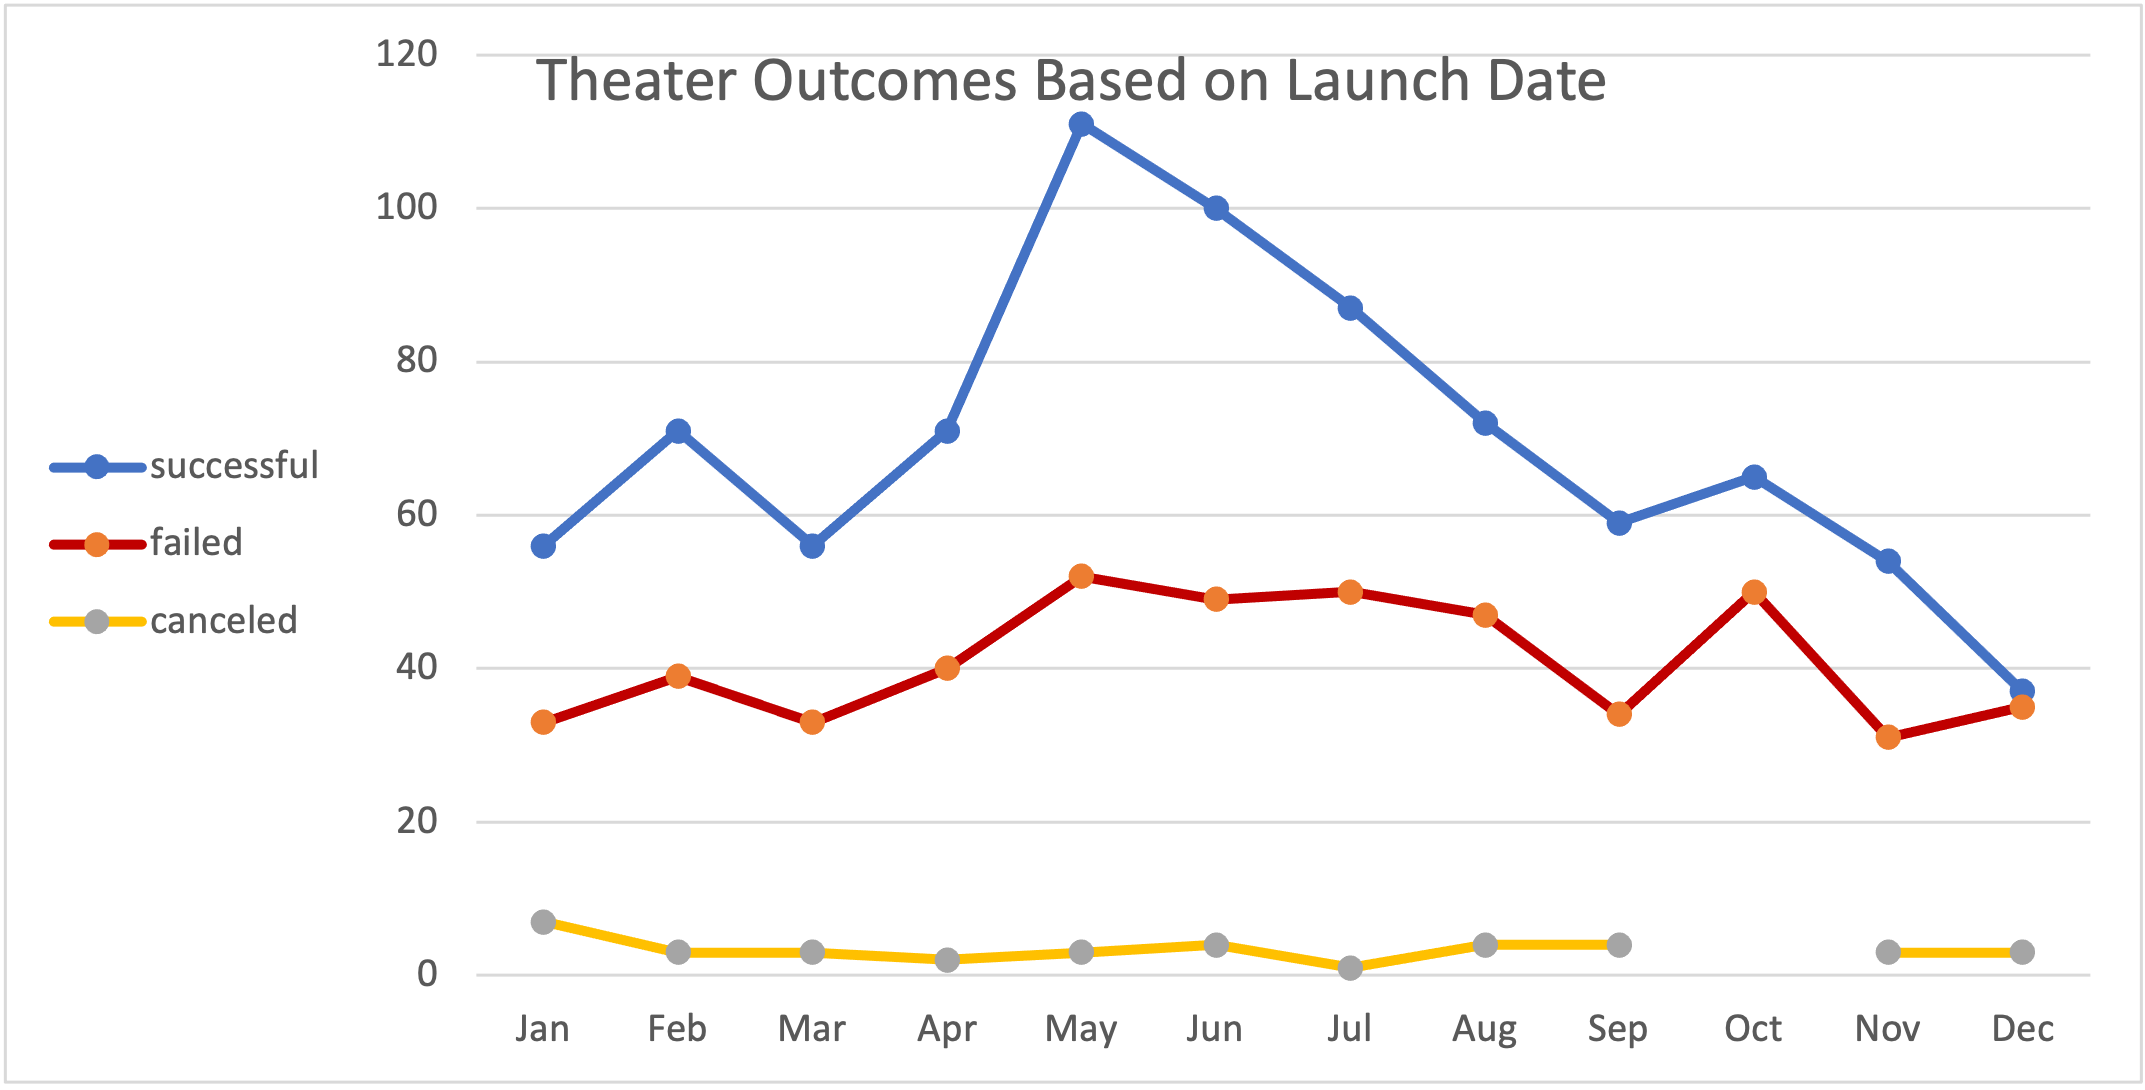 Theater Outcomes Based on Launch Date
120
100
80
60
40
20
0
successful
failed
canceled
Jan Feb Mar Apr May Jun Jul Aug Sep Oct Nov Dec